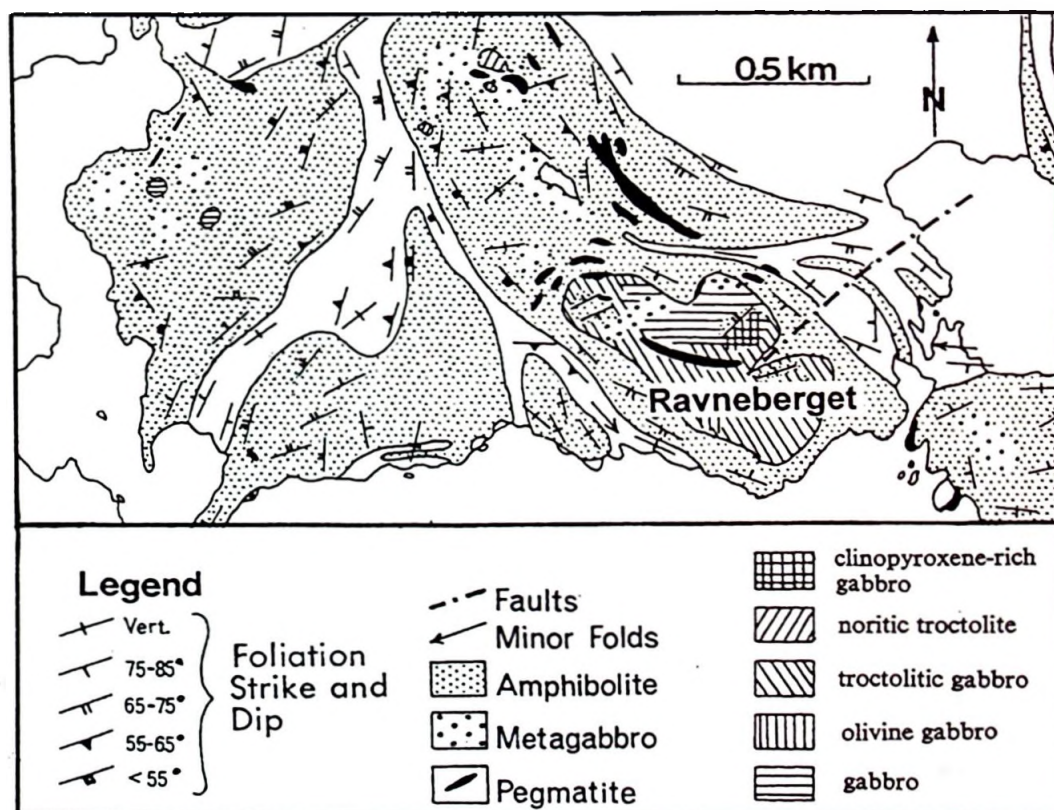 0.5 km
N
Ravneberget
Legend
Vert.
75-85°
65-75°
55-65°
< 55°
Foliation
Strike and
Dip
Faults
Minor Folds
Amphibolite
Metagabbro
Pegmatite
clinopyroxene-rich
gabbro
noritic troctolite
troctolitic gabbro
olivine gabbro
gabbro